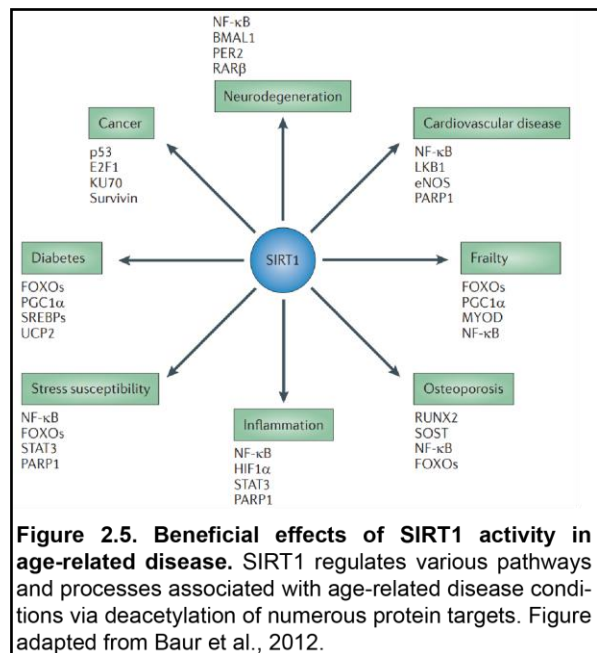 NF-κB
BMAL1
PER2
RARβ
Neurodegeneration
Cancer
p53
E2F1
KU70
Survivin
Cardiovascular disease
NF-κB
LKB1
eNOS
PARP1
SIRT1
Diabetes
FOXOs
PGC1α
SREBPs
UCP2
Frailty
FOXOs
PGC1α
MYOD
NF-κB
Stress susceptibility
NF-κB
FOXOs
STAT3
PARP1
Inflammation
NF-κB
HIF1α
STAT3
PARP1
Osteoporosis
RUNX2
SOST
NF-κB
FOXOs
Figure 2.5. Beneficial effects of SIRT1 activity in
age-related disease. SIRT1 regulates various pathways
and processes associated with age-related disease condi-
tions via deacetylation of numerous protein targets. Figure
adapted from Baur et al., 2012.